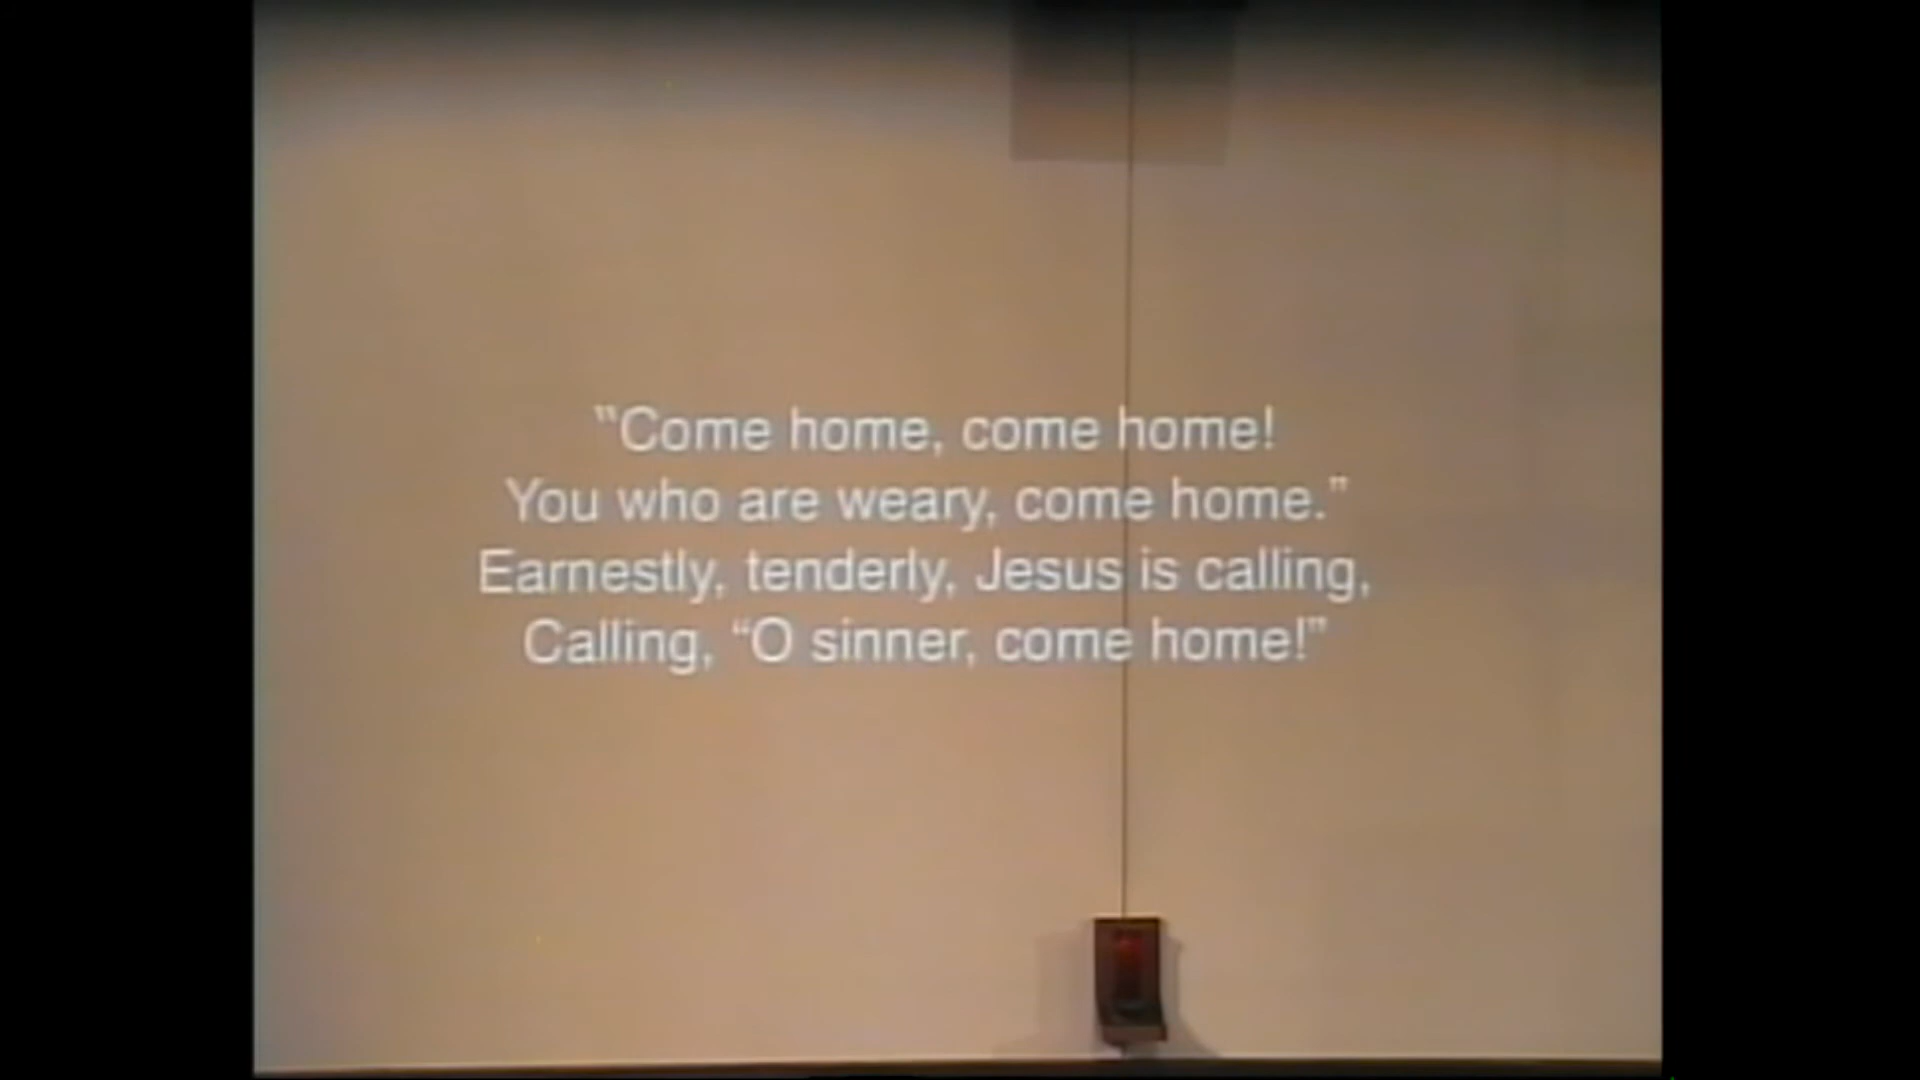 "Come home, come home!
You who are weary, come home."
Earnestly, tenderly, Jesus is calling,
Calling, “O sinner, come home!”